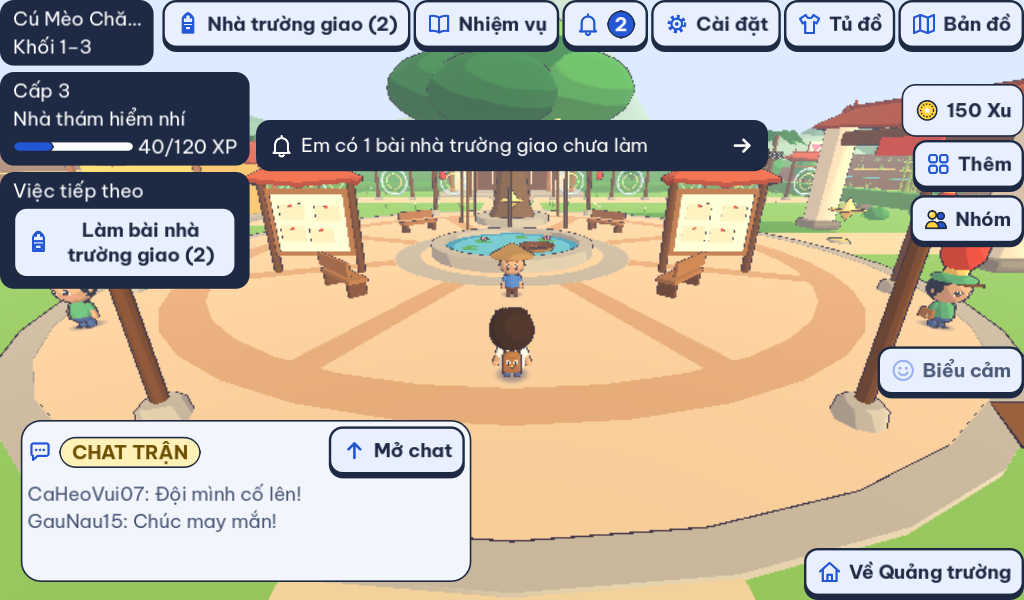 Cú Mèo Chă...
Khối 1–3
Nhà trường giao (2)
Nhiệm vụ
2
Cài đặt
Tủ đồ
Bản đồ
Cấp 3
Nhà thám hiểm nhí
40/120 XP
Em có 1 bài nhà trường giao chưa làm
150 Xu
Thêm
Nhóm
Việc tiếp theo
Làm bài nhà
trường giao (2)
Biểu cảm
CHAT TRẬN
Mở chat
CaHeoVui07: Đội mình cố lên!
GauNau15: Chúc may mắn!
Về Quảng trường